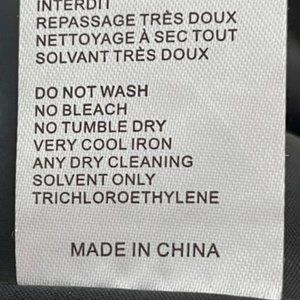 INTERDIT
REPASSAGE TRÈS DOUX
NETTOYAGE À SEC TOUT
SOLVANT TRÈS DOUX
DO NOT WASH
NO BLEACH
NO TUMBLE DRY
VERY COOL IRON
ANY DRY CLEANING
SOLVENT ONLY
TRICHLOROETHYLENE
MADE IN CHINA